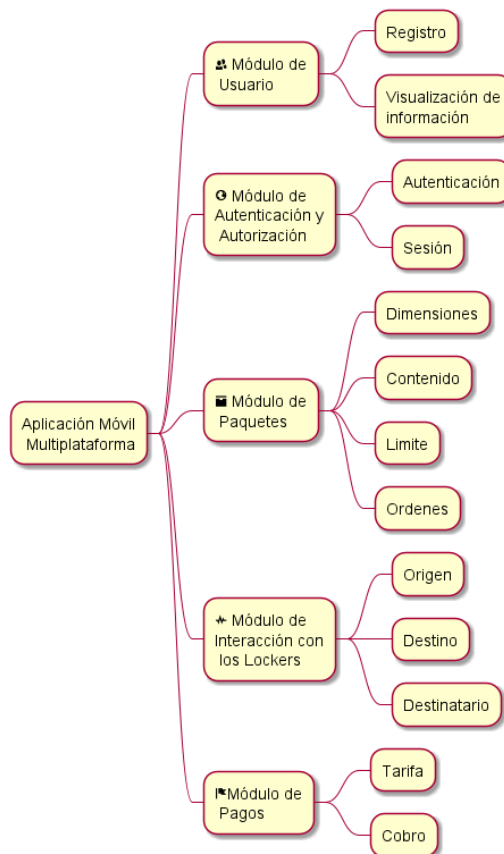 Registro
Módulo de
Usuario
Visualización de
información
Módulo de
Autenticación y
Autorización
Autenticación
Sesión
Dimensiones
Contenido
Módulo de
Paquetes
Limite
Ordenes
Aplicación Móvil
Multiplataforma
Origen
Módulo de
Interacción con
los Lockers
Destino
Destinatario
Tarifa
Módulo de
Pagos
Cobro